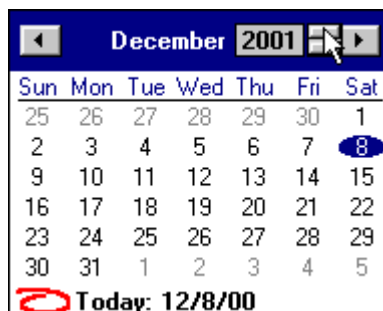 December 2001
Sun Mon Tue Wed Thu Fri Sat
25 26 27 28 29 30 1
2 3 4 5 6 7 8
9 10 11 12 13 14 15
16 17 18 19 20 21 22
23 24 25 26 27 28 29
30 31 1 2 3 4 5
Today: 12/8/00